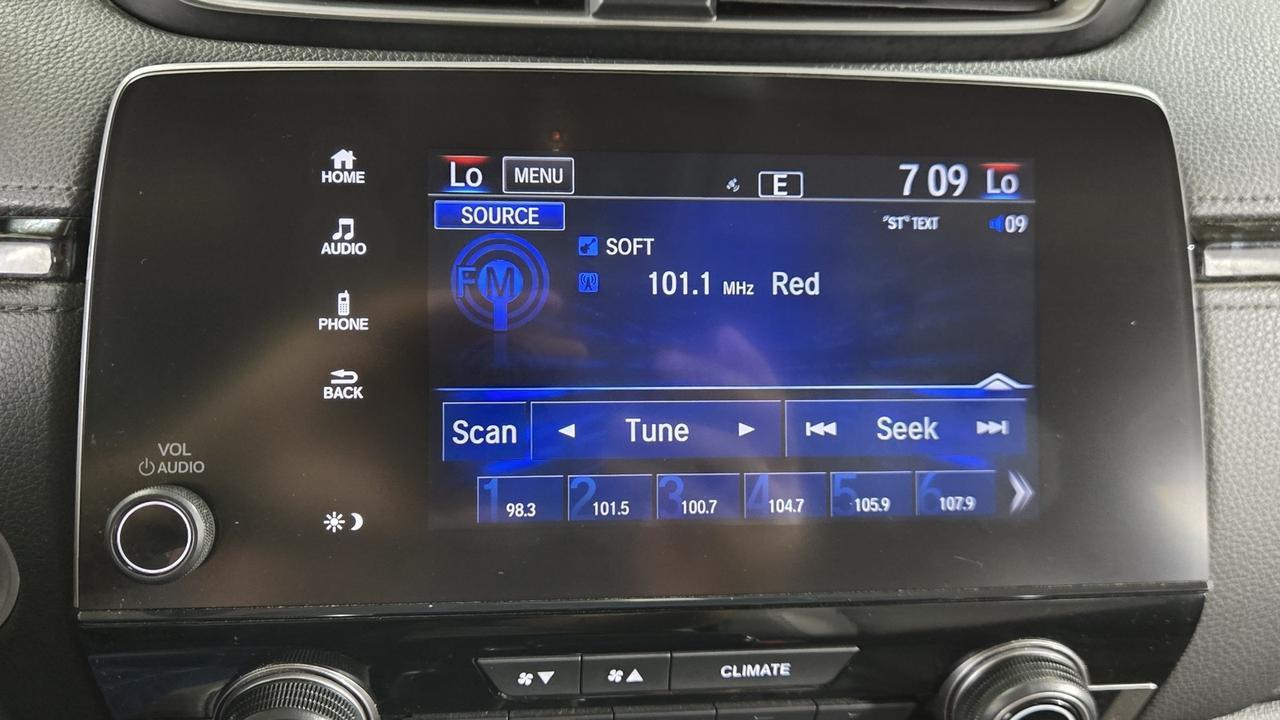 HOME
AUDIO
PHONE
BACK
VOL
AUDIO
Lo MENU E 7 09 Lo
SOURCE "ST" TEXT 09
FM
SOFT
101.1 MHz Red
Scan Tune Seek
1 98.3 2 101.5 3 100.7 4 104.7 5 105.9 6 107.9
CLIMATE